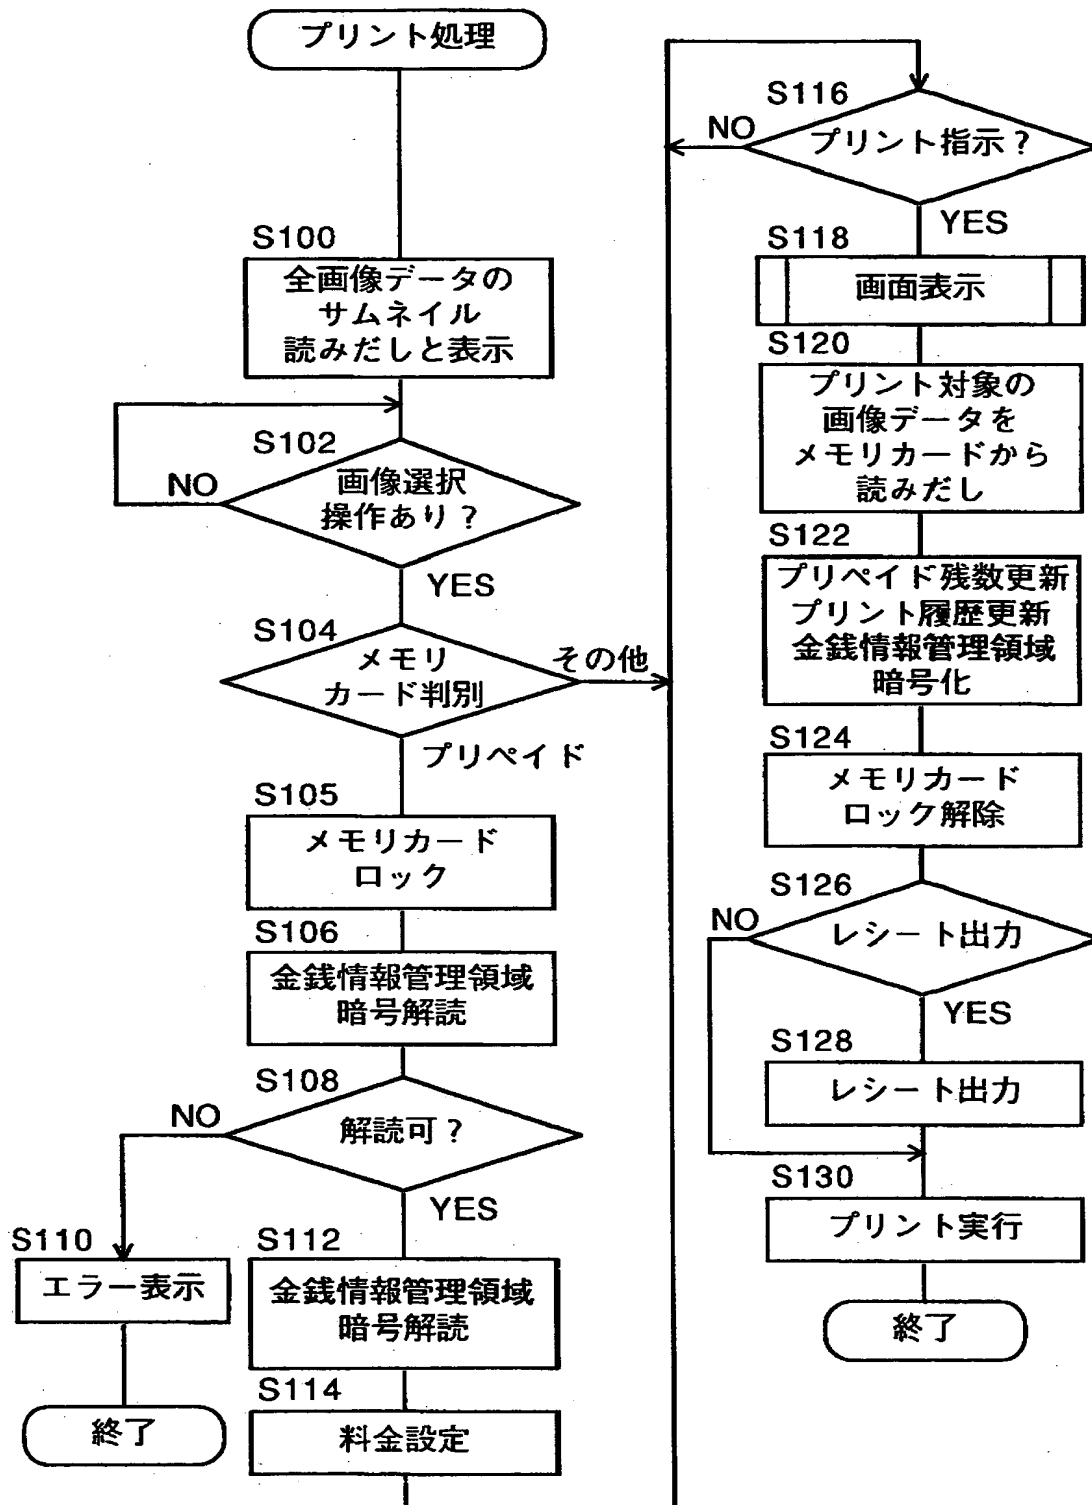 プリント処理
S100
全画像データの
サムネイル
読みだしと表示
S102
NO
画像選択
操作あり？
YES
S104
メモリ
カード判別
その他
プリペイド
S105
メモリカード
ロック
S106
金銭情報管理領域
暗号解読
S108
NO
解読可？
YES
S110
エラー表示
終了
S112
金銭情報管理領域
暗号解読
S114
料金設定
S116
NO
プリント指示？
YES
S118
画面表示
S120
プリント対象の
画像データを
メモリカードから
読みだし
S122
プリペイド残数更新
プリント履歴更新
金銭情報管理領域
暗号化
S124
メモリカード
ロック解除
S126
NO
レシート出力
YES
S128
レシート出力
S130
プリント実行
終了